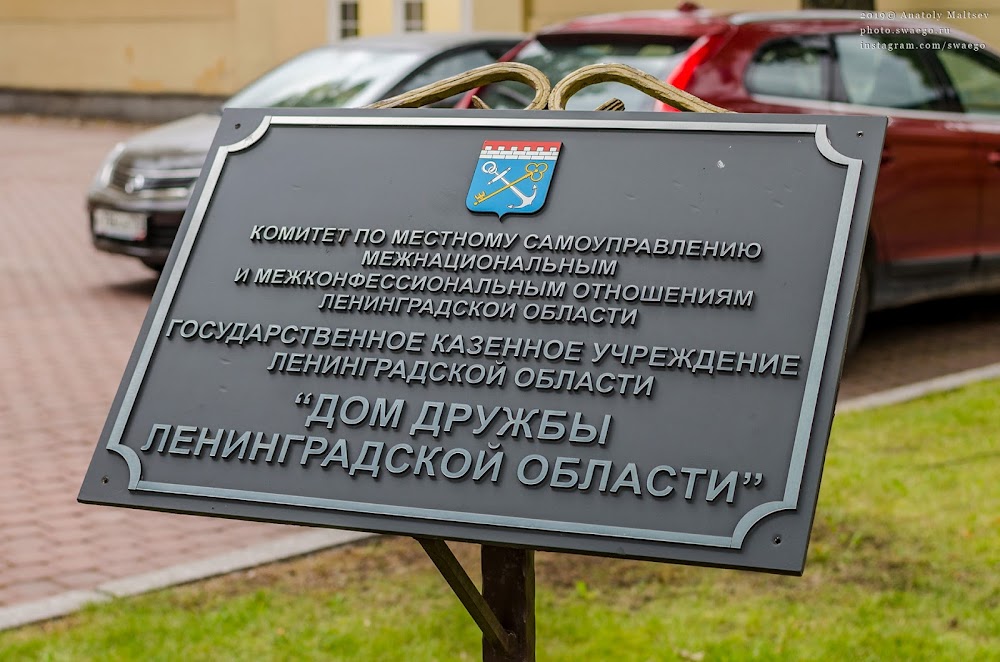 2019© Anatoly Maltsev
photo.swaego.ru
instagram.com/swaego
КОМИТЕТ ПО МЕСТНОМУ САМОУПРАВЛЕНИЮ
МЕЖНАЦИОНАЛЬНЫМ
И МЕЖКОНФЕССИОНАЛЬНЫМ ОТНОШЕНИЯМ
ЛЕНИНГРАДСКОЙ ОБЛАСТИ
ГОСУДАРСТВЕННОЕ КАЗЕННОЕ УЧРЕЖДЕНИЕ
ЛЕНИНГРАДСКОЙ ОБЛАСТИ
“ДОМ ДРУЖБЫ
ЛЕНИНГРАДСКОЙ ОБЛАСТИ”